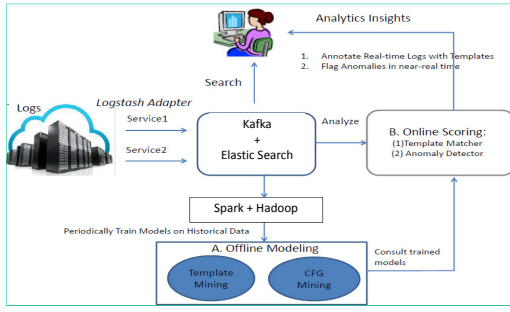 Analytics Insights
1. Annotate Real-time Logs with Templates
2. Flag Anomalies in near-real time
Search
Logstash Adapter
Logs
Service1
Service2
Kafka
+
Elastic Search
Analyze
B. Online Scoring:
(1)Template Matcher
(2) Anomaly Detector
Spark + Hadoop
Periodically Train Models on Historical Data
A. Offline Modeling
Template
Mining
CFG
Mining
Consult trained
models